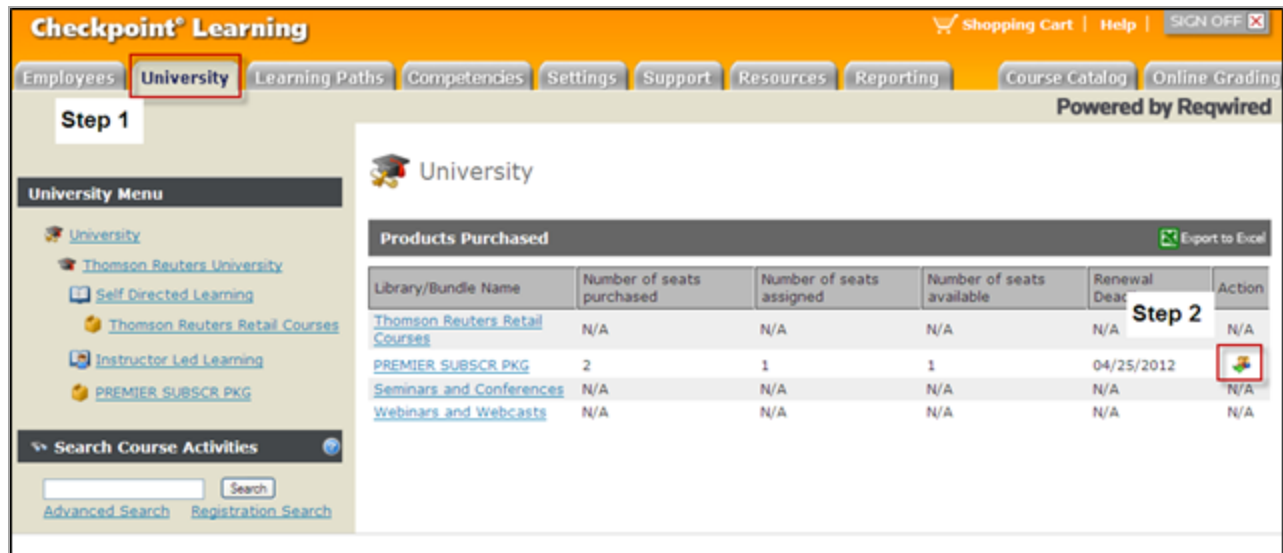 Checkpoint® Learning
Shopping Cart | Help | SIGN OFF
Employees University Learning Paths Competencies Settings Support Resources Reporting Course Catalog Online Grading
Step 1
Powered by Reqwired
University
University Menu
University
Thomson Reuters University
Self Directed Learning
Thomson Reuters Retail Courses
Instructor Led Learning
PREMIER SUBSCR PKG
Search Course Activities
Search
Advanced Search Registration Search
Products Purchased Export to Excel
Library/Bundle Name Number of seats purchased Number of seats assigned Number of seats available Renewal Action
Step 2
Thomson Reuters Retail Courses N/A N/A N/A N/A N/A
PREMIER SUBSCR PKG 2 1 1 04/25/2012
Seminars and Conferences N/A N/A N/A N/A N/A
Webinars and Webcasts N/A N/A N/A N/A N/A